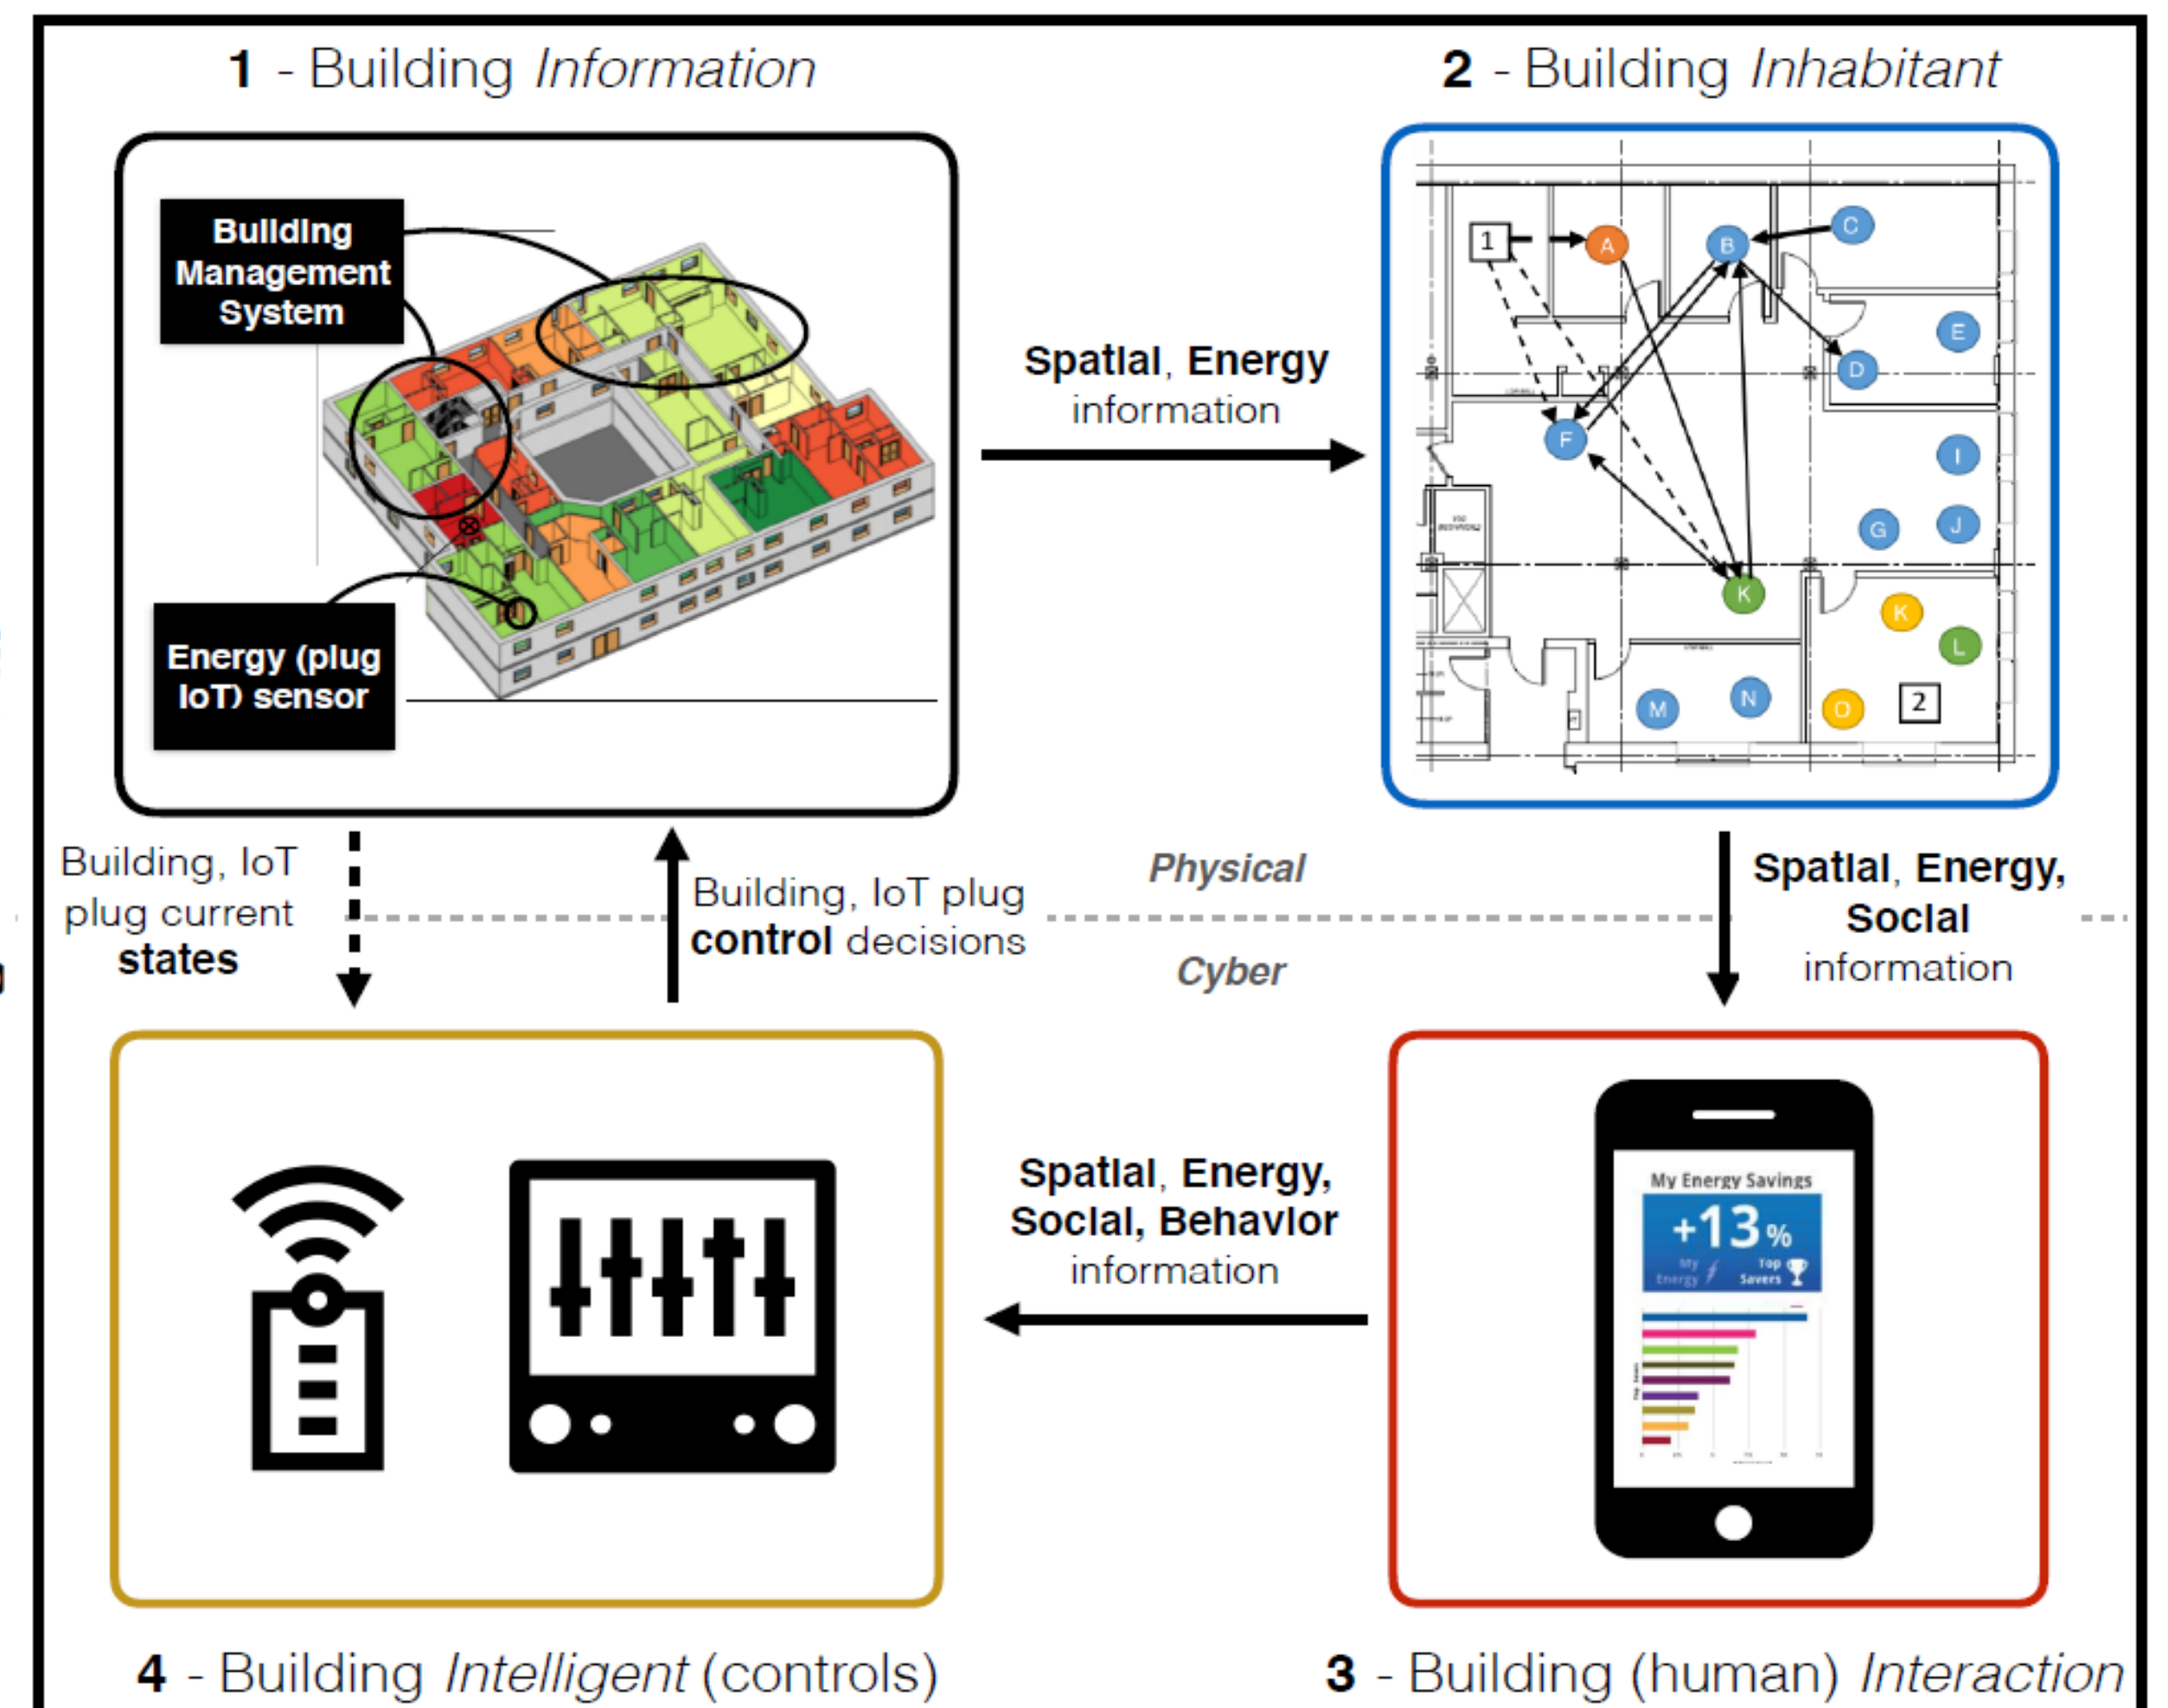 1 - Building Information
2 - Building Inhabitant
Building
Management
System
Energy (plug
IoT) sensor
Spatial, Energy
information
1
A
B
C
E
D
F
I
G
J
K
K
L
M
N
O
2
Building, IoT
plug current
states
Building, IoT plug
control decisions
Physical
Cyber
Spatial, Energy,
Social
information
Spatial, Energy,
Social, Behavior
information
My Energy Savings
+13 %
My
Energy
Top
Savers
4 - Building Intelligent (controls)
3 - Building (human) Interaction